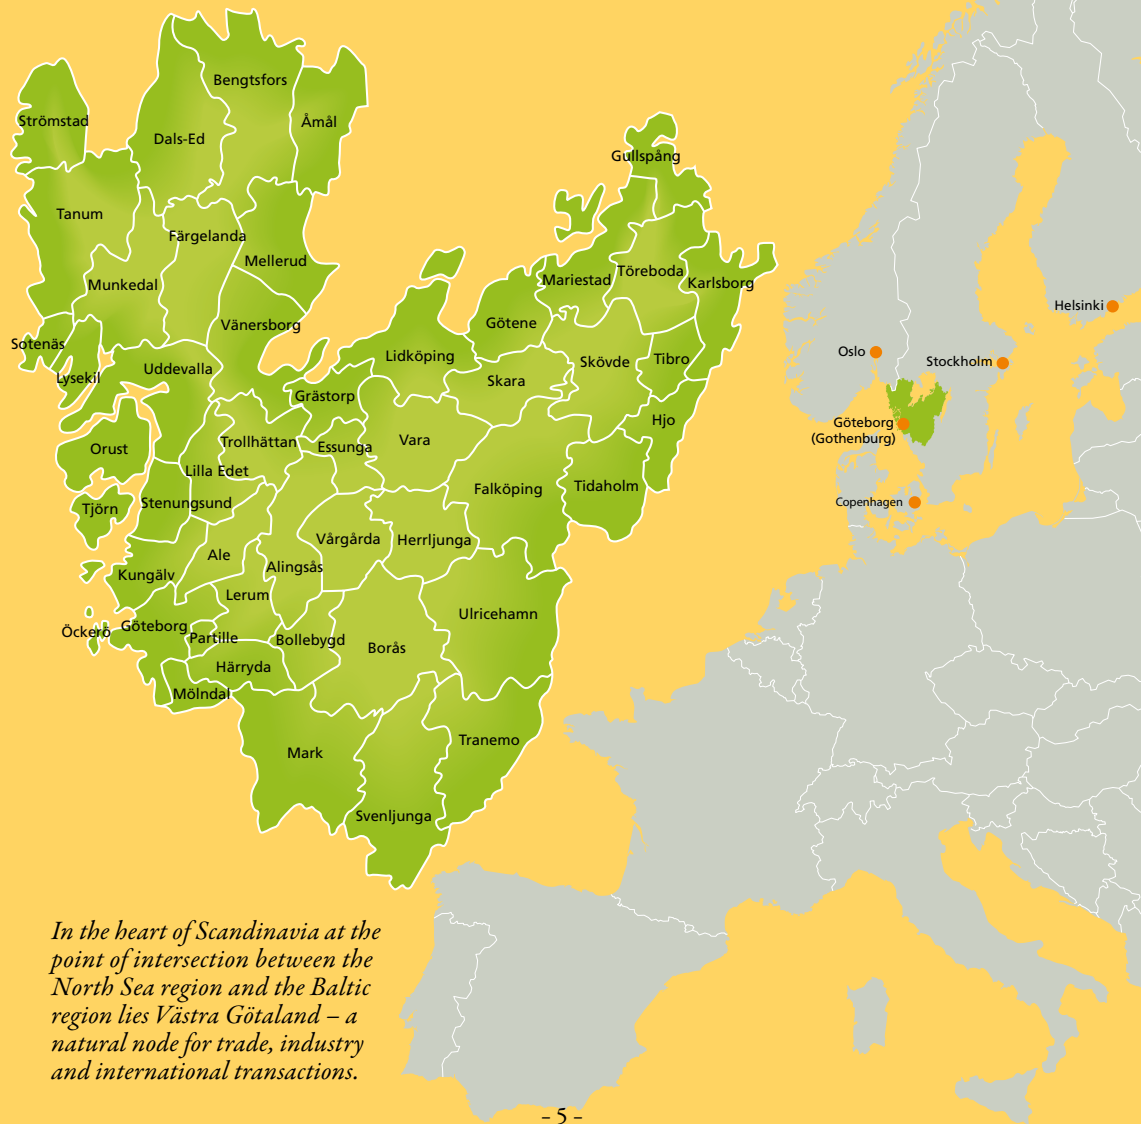 Bengtsfors
Strömstad
Åmål
Dals-Ed
Gullspång
Tanum
Färgelanda
Mellerud
Töreboda
Mariestad
Karlsborg
Munkedal
Helsinki
Götene
Vänersborg
Sotenäs
Oslo
Lidköping
Tibro
Skövde
Stockholm
Uddevalla
Lysekil
Skara
Grästorp
Hjo
Göteborg
(Gothenburg)
Trollhättan
Vara
Essunga
Orust
Lilla Edet
Tidaholm
Falköping
Stenungsund
Copenhagen
Tjörn
Vårgårda
Herrljunga
Ale
Alingsås
Kungälv
Lerum
Ulricehamn
Göteborg
Öckerö
Partille
Bollebygd
Borås
Härryda
Mölndal
Tranemo
Mark
Svenljunga
In the heart of Scandinavia at the
point of intersection between the
North Sea region and the Baltic
region lies Västra Götaland – a
natural node for trade, industry
and international transactions.
– 5 –